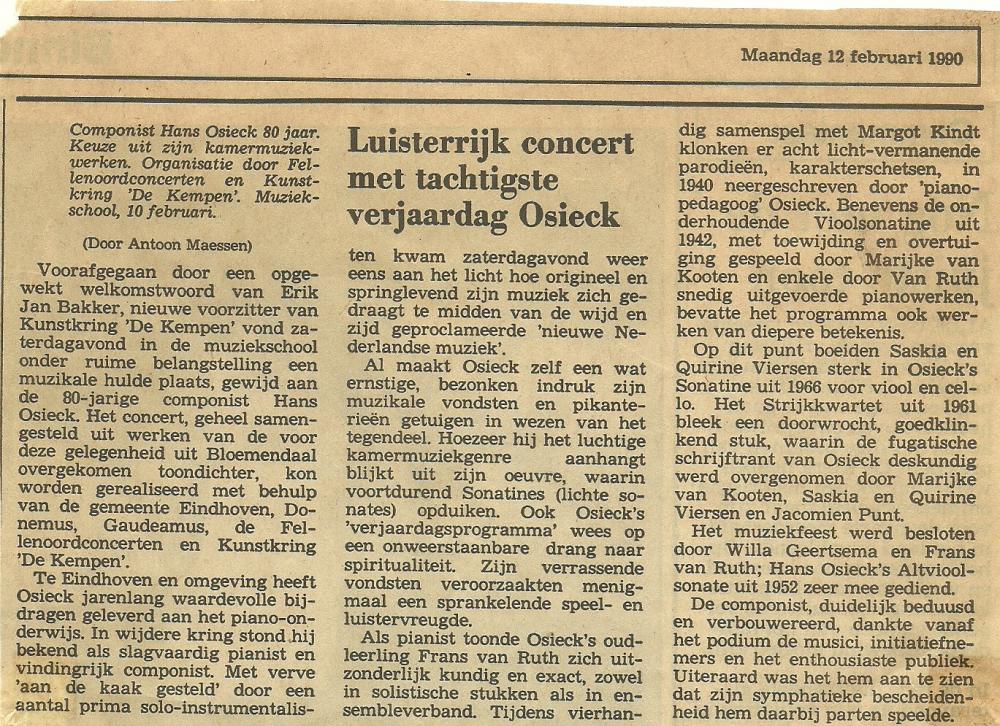 Maandag 12 februari 1990
Componist Hans Osieck 80 jaar.
Keuze uit zijn kamermuziek-
werken. Organisatie door Fel-
lenoordconcerten en Kunst-
kring 'De Kempen'. Muziek-
school, 10 februari.
(Door Antoon Maessen)
Voorafgegaan door een opge-
wekt welkomstwoord van Erik
Jan Bakker, nieuwe voorzitter van
Kunstkring 'De Kempen' vond za-
terdagavond in de muziekschool
onder ruime belangstelling een
muzikale hulde plaats, gewijd aan
de 80-jarige componist Hans
Osieck. Het concert, geheel samen-
gesteld uit werken van de voor
deze gelegenheid uit Bloemendaal
overgekomen toondichter, kon
worden gerealiseerd met behulp
van de gemeente Eindhoven, Do-
nemus, Gaudeamus, de Fel-
lenoordconcerten en Kunstkring
'De Kempen'.
Te Eindhoven en omgeving heeft
Osieck jarenlang waardevolle bij-
dragen geleverd aan het piano-on-
derwijs. In wijdere kring stond hij
bekend als slagvaardig pianist en
vindingrijk componist. Met verve
'aan de kaak gesteld' door een
aantal prima solo-instrumentalis-
Luisterrijk concert
met tachtigste
verjaardag Osieck
ten kwam zaterdagavond weer
eens aan het licht hoe origineel en
springlevend zijn muziek zich ge-
draagt te midden van de wijd en
zijd geproclameerde 'nieuwe Ne-
derlandse muziek'.
Al maakt Osieck zelf een wat
ernstige, bezonken indruk zijn
muzikale vondsten en pikante-
rieën getuigen in wezen van het
tegendeel. Hoezeer hij het luchtige
kamermuziekgenre aanhangt
blijkt uit zijn oeuvre, waarin
voortdurend Sonatines (lichte so-
nates) opduiken. Ook Osieck's
'verjaardagsprogramma' wees op
een onweerstaanbare drang naar
spiritualiteit. Zijn verrassende
vondsten veroorzaakten menig-
maal een sprankelende speel- en
luistervreugde.
Als pianist toonde Osieck's oud-
leerling Frans van Ruth zich uit-
zonderlijk kundig en exact, zowel
in solistische stukken als in en-
sembleverband. Tijdens vierhan-
dig samenspel met Margot Kindt
klonken er acht licht-vermanende
parodieën, karakterschetsen, in
1940 neergeschreven door 'piano-
pedagoog' Osieck. Benevens de on-
derhoudende Vioolsonatine uit
1942, met toewijding en overtui-
ging gespeeld door Marijke van
Kooten en enkele door Van Ruth
snedig uitgevoerde pianowerken,
bevatte het programma ook wer-
ken van diepere betekenis.
Op dit punt boeiden Saskia en
Quirine Viersen sterk in Osieck's
Sonatine uit 1966 voor viool en cel-
lo. Het Strijkkwartet uit 1961
bleek een doorwrocht, goedklin-
kend stuk, waarin de fugatische
schrijftrant van Osieck deskundig
werd overgenomen door Marijke
van Kooten, Saskia en Quirine
Viersen en Jacomien Punt.
Het muziekfeest werd besloten
door Willa Geertsema en Frans
van Ruth; Hans Osieck's Altviool-
sonate uit 1952 zeer mee gediend.
De componist, duidelijk beduusd
en verbouwereerd, dankte vanaf
het podium de musici, initiatiefne-
mers en het enthousiaste publiek.
Uiteraard was het hem aan te zien
dat zijn symphatieke bescheiden-
heid hem daarbij parten speelde.